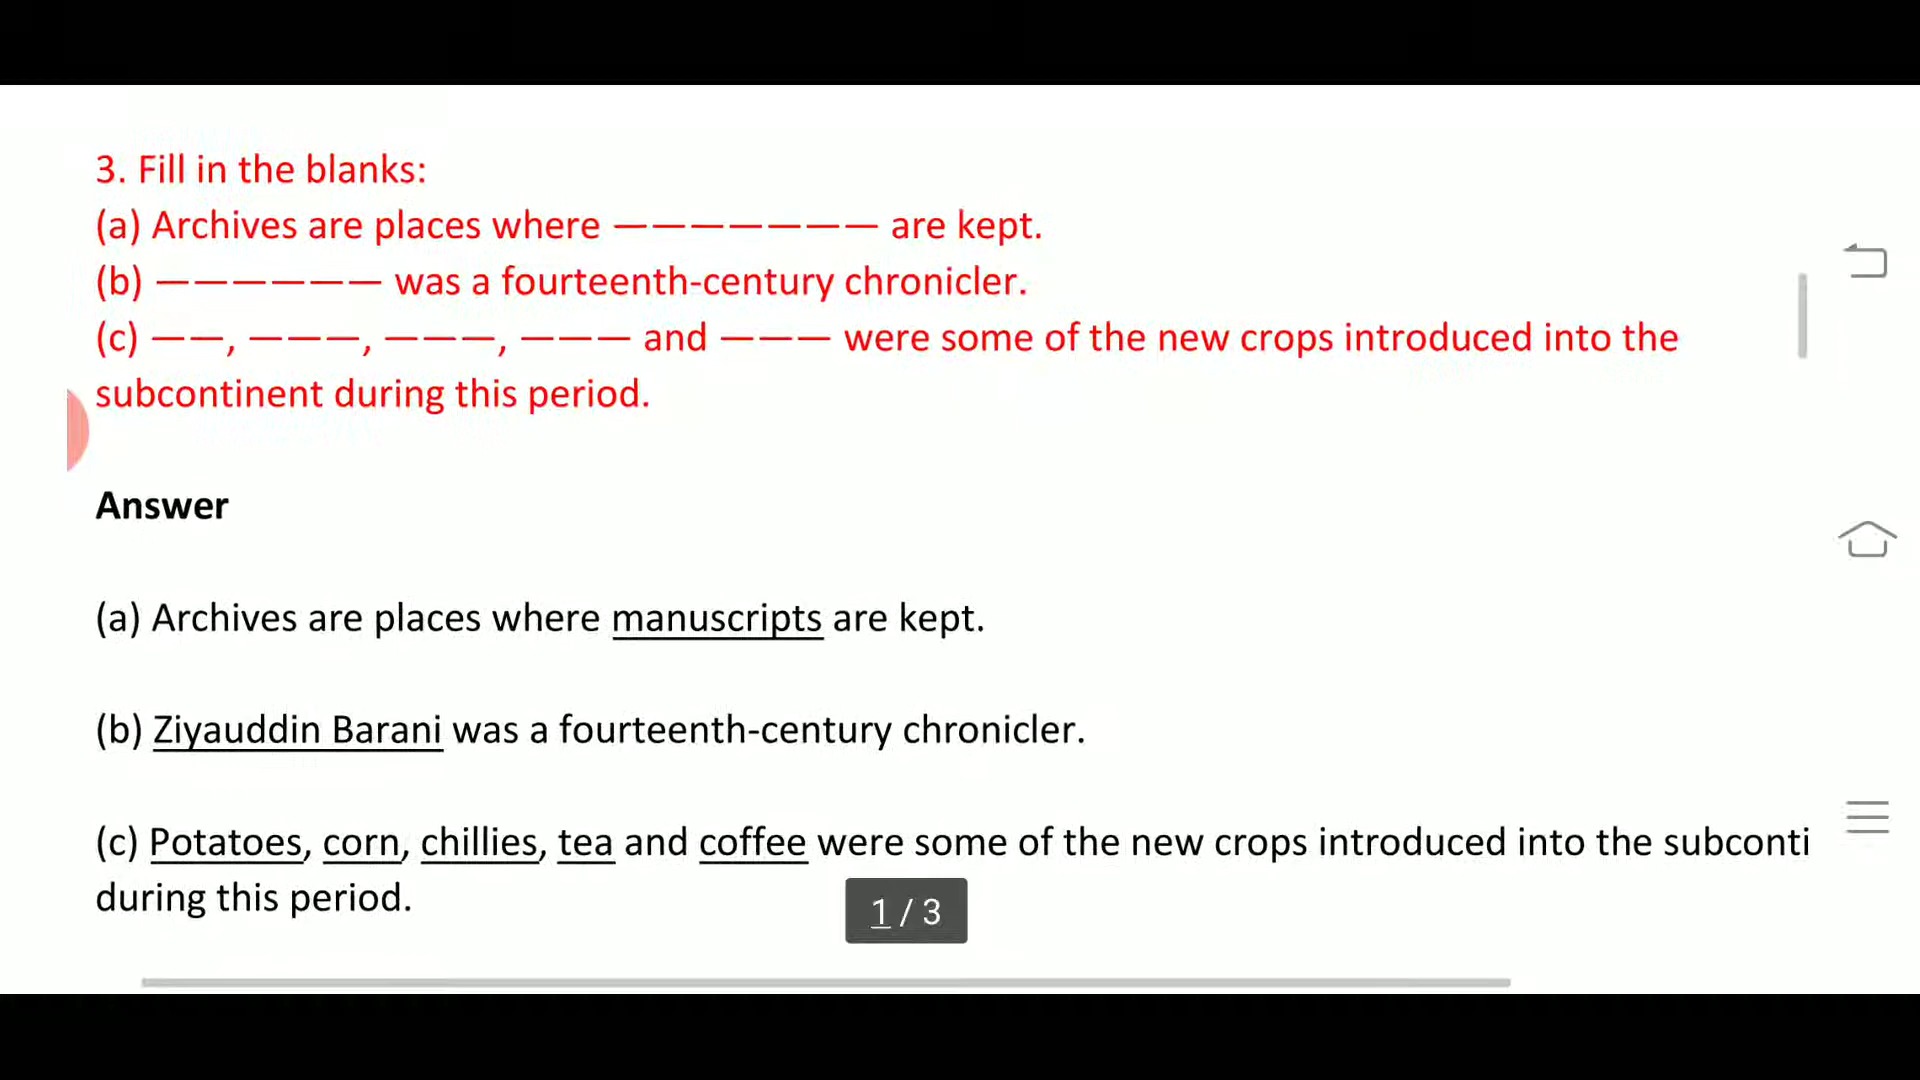 3. Fill in the blanks:
(a) Archives are places where ——————— are kept.
(b) —————— was a fourteenth-century chronicler.
(c) ——, ———, ———, ——— and ——— were some of the new crops introduced into the
subcontinent during this period.
Answer
(a) Archives are places where manuscripts are kept.
(b) Ziyauddin Barani was a fourteenth-century chronicler.
(c) Potatoes, corn, chillies, tea and coffee were some of the new crops introduced into the subconti
during this period.
1 / 3